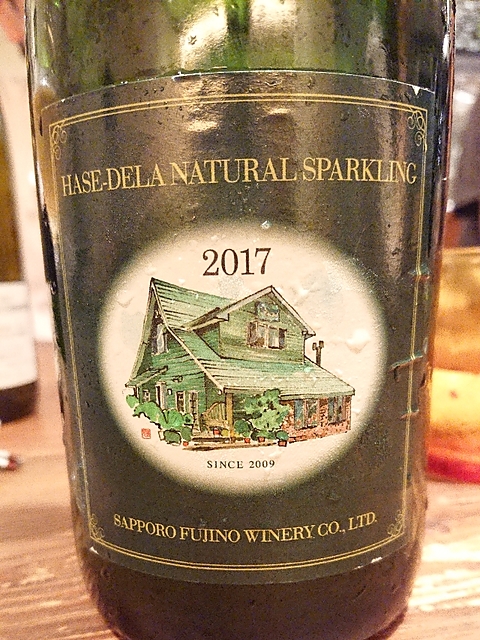 HASE-DELA NATURAL SPARKLING
2017
SINCE 2009
SAPPORO FUJINO WINERY CO., LTD.